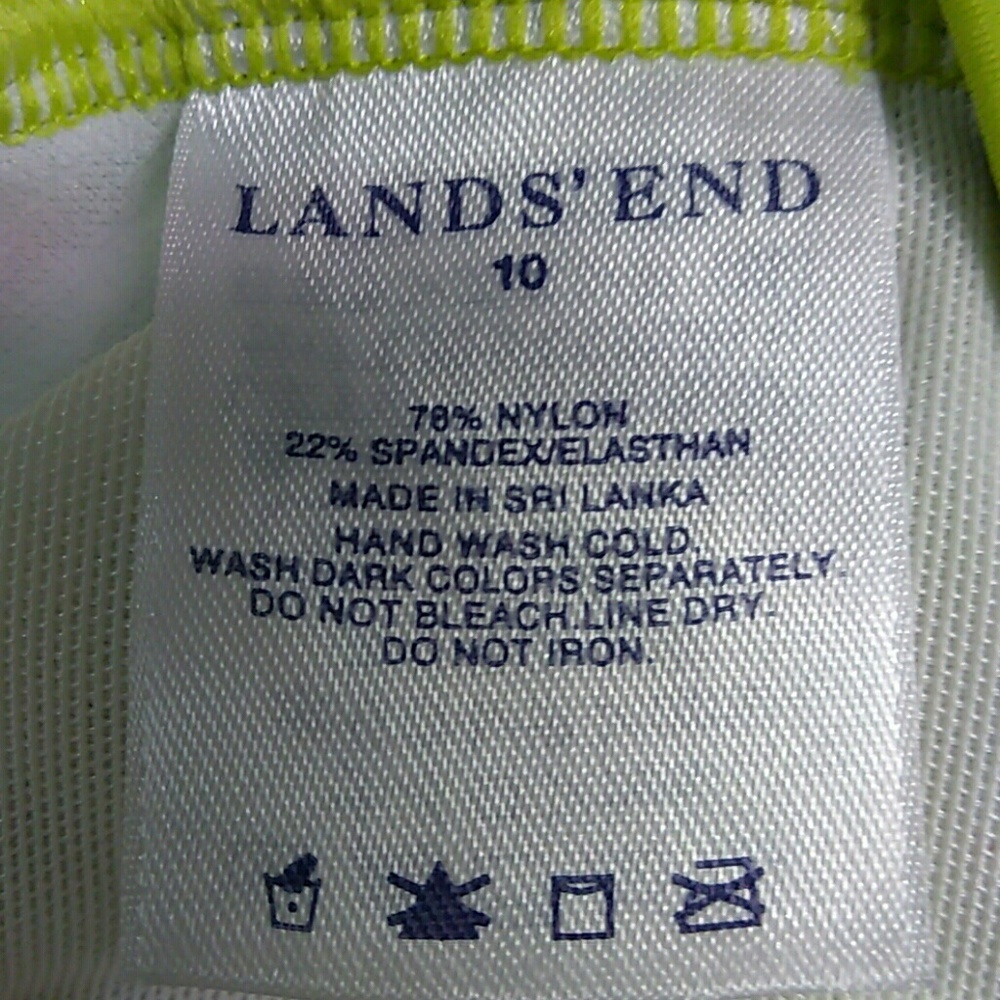 LANDS' END
10
78% NYLON
22% SPANDEX/ELASTHAN
MADE IN SRI LANKA
HAND WASH COLD.
WASH DARK COLORS SEPARATELY.
DO NOT BLEACH.LINE DRY.
DO NOT IRON.